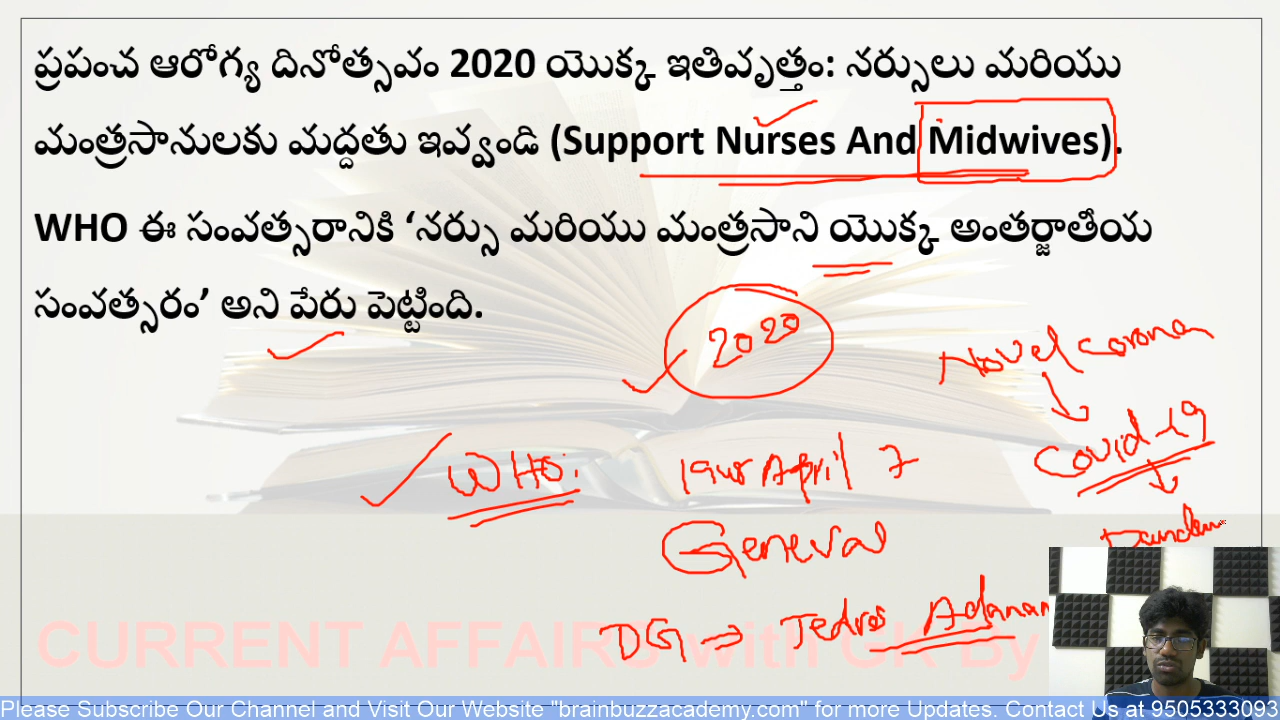 ప్రపంచ ఆరోగ్య దినోత్సవం 2020 యొక్క ఇతివృత్తం: నర్సులు మరియు
మంత్రసానులకు మద్దతు ఇవ్వండి (Support Nurses And Midwives).
WHO ఈ సంవత్సరానికి ‘నర్సు మరియు మంత్రసాని యొక్క అంతర్జాతీయ
సంవత్సరం’ అని పేరు పెట్టింది.
2020
Novel corona
Covid-19
WHO: 1948 April 7
General
DG → Tedros Adanam
CURRENT AFFAIRS with GK By
Please Subscribe Our Channel and Visit Our Website "brainbuzzacademy.com" for more Updates. Contact Us at 9505333093